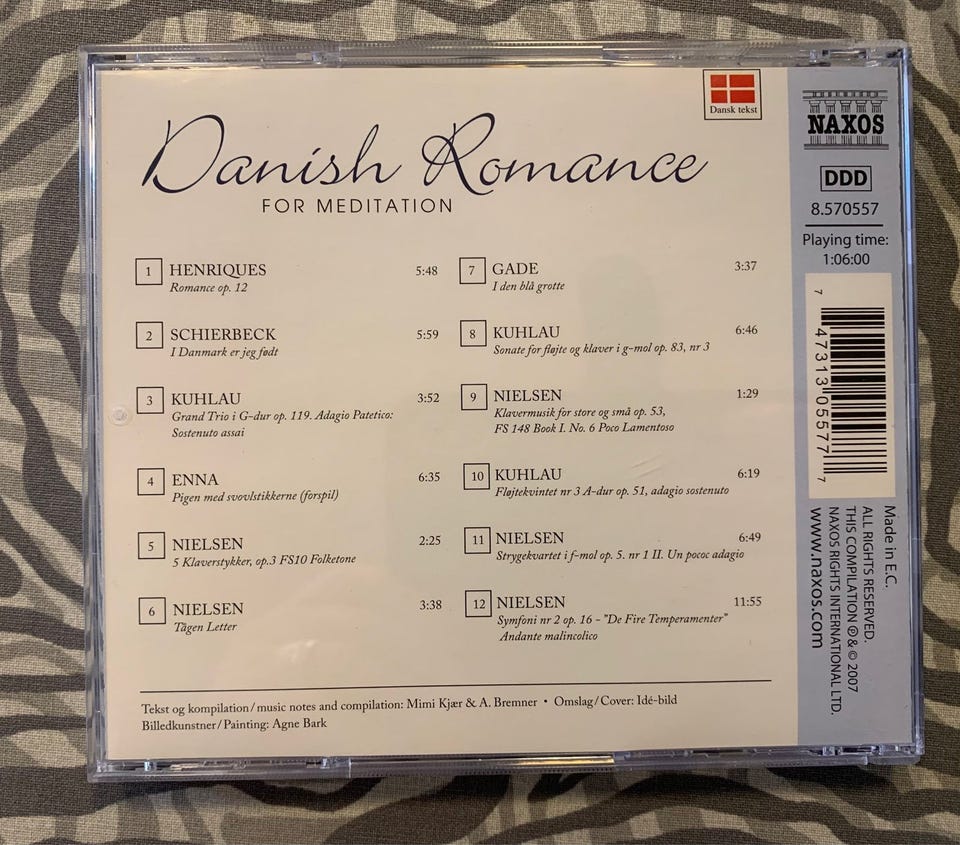 Danish Romance
FOR MEDITATION
Dansk tekst
1 HENRIQUES 5:48
Romance op. 12
2 SCHIERBECK 5:59
I Danmark er jeg født
3 KUHLAU 3:52
Grand Trio i G-dur op. 119. Adagio Patetico:
Sostenuto assai
4 ENNA 6:35
Pigen med svovlstikkerne (forspil)
5 NIELSEN 2:25
5 Klaverstykker, op.3 FS10 Folketone
6 NIELSEN 3:38
Tågen Letter
7 GADE 3:37
I den blå grotte
8 KUHLAU 6:46
Sonate for fløjte og klaver i g-mol op. 83, nr 3
9 NIELSEN 1:29
Klavermusik for store og små op. 53,
FS 148 Book I. No. 6 Poco Lamentoso
10 KUHLAU 6:19
Fløjtekvintet nr 3 A-dur op. 51, adagio sostenuto
11 NIELSEN 6:49
Strygekvartet i f-mol op. 5. nr 1 II. Un pococ adagio
12 NIELSEN 11:55
Symfoni nr 2 op. 16 - "De Fire Temperamenter"
Andante malincolico
Tekst og kompilation/music notes and compilation: Mimi Kjær & A. Bremner • Omslag/Cover: Idé-bild
Billedkunstner/Painting: Agne Bark
NAXOS
DDD
8.570557
Playing time:
1:06:00
7 47313 05577 7
Made in E.C.
ALL RIGHTS RESERVED.
THIS COMPILATION ℗ & © 2007
NAXOS RIGHTS INTERNATIONAL LTD.
www.naxos.com